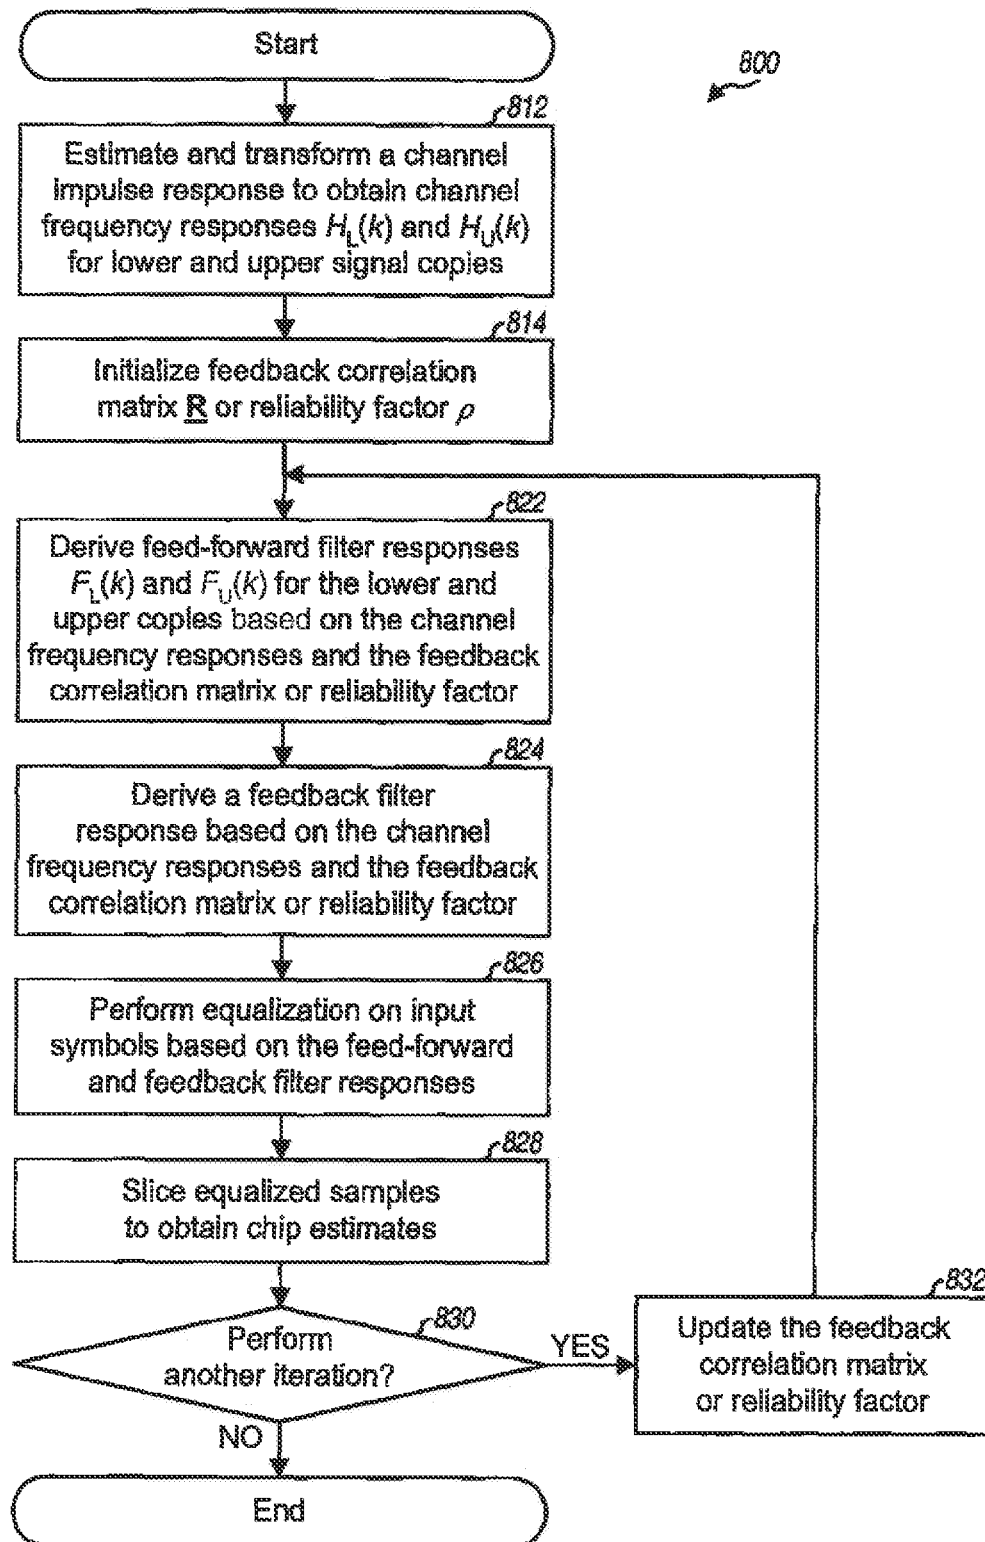 Start
800
812
Estimate and transform a channel
impulse response to obtain channel
frequency responses H_L(k) and H_U(k)
for lower and upper signal copies
814
Initialize feedback correlation
matrix R or reliability factor ρ
822
Derive feed-forward filter responses
F_L(k) and F_U(k) for the lower and
upper copies based on the channel
frequency responses and the feedback
correlation matrix or reliability factor
824
Derive a feedback filter
response based on the channel
frequency responses and the feedback
correlation matrix or reliability factor
826
Perform equalization on input
symbols based on the feed-forward
and feedback filter responses
828
Slice equalized samples
to obtain chip estimates
830
Perform
another iteration?
YES
832
Update the feedback
correlation matrix
or reliability factor
NO
End